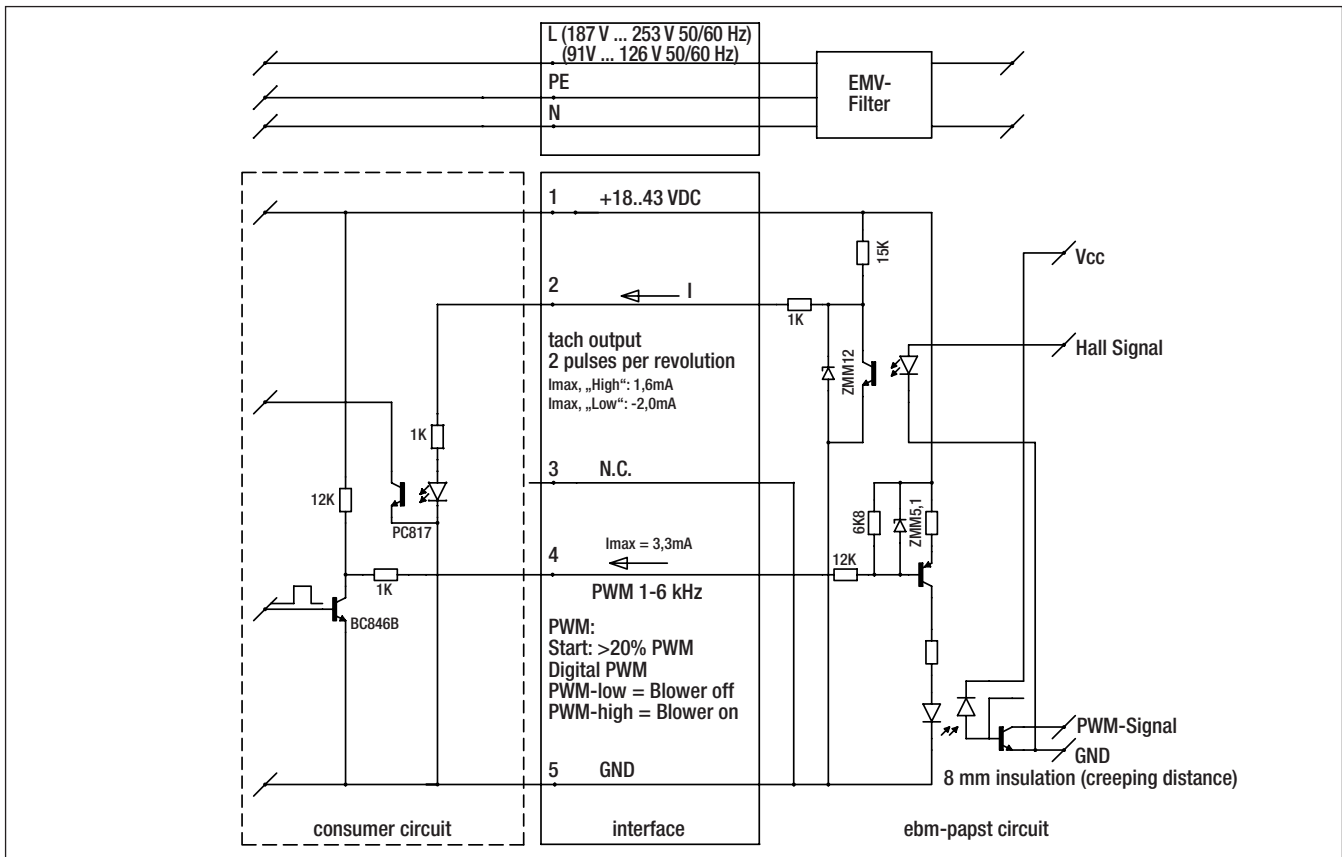 L (187 V ... 253 V 50/60 Hz)
(91V ... 126 V 50/60 Hz)
PE
N
EMV-
Filter
1 +18..43 VDC
15K
Vcc
2
I
1K
tach output
2 pulses per revolution
Imax, „High“: 1,6mA
Imax, „Low“: -2,0mA
ZMM12
Hall Signal
1K
3 N.C.
12K
PC817
6K8
ZMM5,1
4
Imax = 3,3mA
12K
1K
PWM 1-6 kHz
BC846B
PWM:
Start: >20% PWM
Digital PWM
PWM-low = Blower off
PWM-high = Blower on
PWM-Signal
GND
5 GND
8 mm insulation (creeping distance)
consumer circuit
interface
ebm-papst circuit